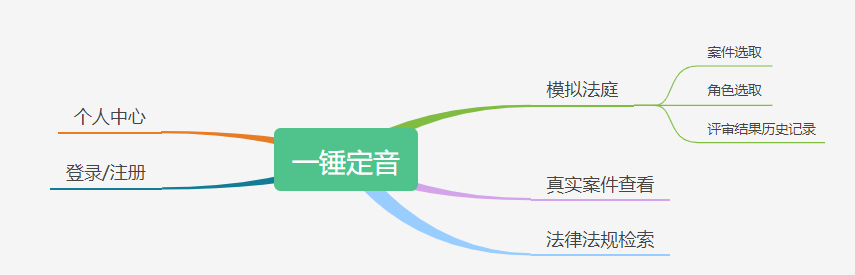 一锤定音
个人中心
登录/注册
模拟法庭
案件选取
角色选取
评审结果历史记录
真实案件查看
法律法规检索